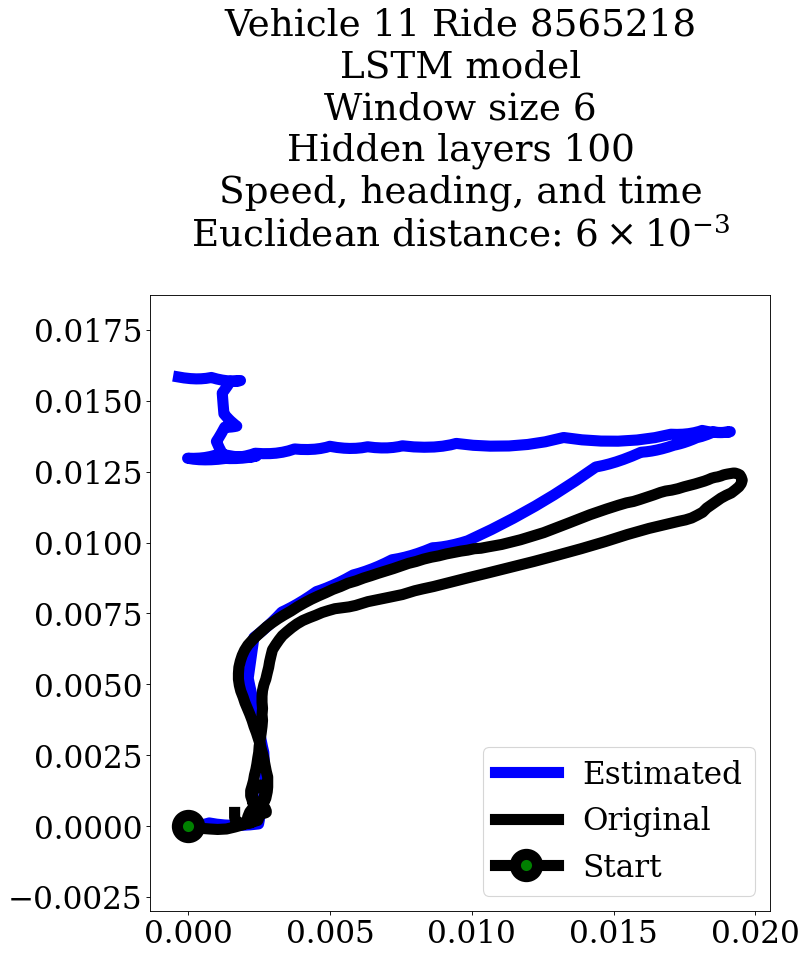 Vehicle 11 Ride 8565218
LSTM model
Window size 6
Hidden layers 100
Speed, heading, and time
Euclidean distance: 6 × 10⁻³
0.0175
0.0150
0.0125
0.0100
0.0075
0.0050
0.0025
0.0000
−0.0025
Estimated
Original
Start
0.000 0.005 0.010 0.015 0.020